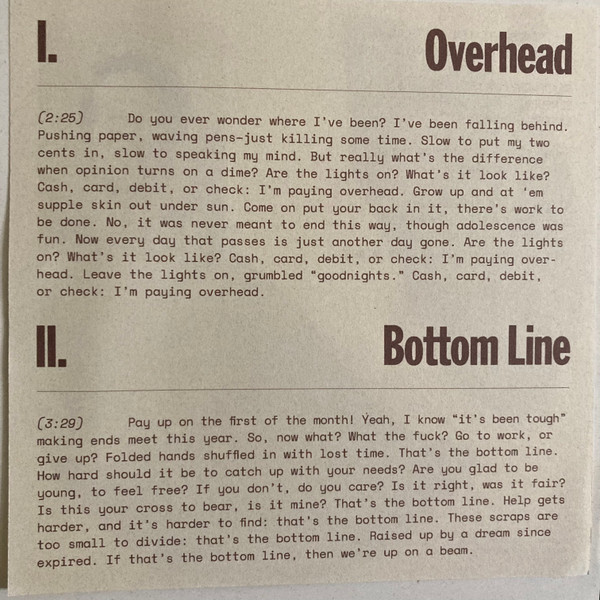 I. Overhead
(2:25) Do you ever wonder where I've been? I've been falling behind.
Pushing paper, waving pens–just killing some time. Slow to put my two
cents in, slow to speaking my mind. But really what's the difference
when opinion turns on a dime? Are the lights on? What's it look like?
Cash, card, debit, or check: I'm paying overhead. Grow up and at 'em
supple skin out under sun. Come on put your back in it, there's work to
be done. No, it was never meant to end this way, though adolescence was
fun. Now every day that passes is just another day gone. Are the lights
on? What's it look like? Cash, card, debit, or check: I'm paying over-
head. Leave the lights on, grumbled “goodnights.” Cash, card, debit,
or check: I'm paying overhead.
II. Bottom Line
(3:29) Pay up on the first of the month! Yeah, I know “it's been tough”
making ends meet this year. So, now what? What the fuck? Go to work, or
give up? Folded hands shuffled in with lost time. That's the bottom line.
How hard should it be to catch up with your needs? Are you glad to be
young, to feel free? If you don't, do you care? Is it right, was it fair?
Is this your cross to bear, is it mine? That's the bottom line. Help gets
harder, and it's harder to find: that's the bottom line. These scraps are
too small to divide: that's the bottom line. Raised up by a dream since
expired. If that's the bottom line, then we're up on a beam.